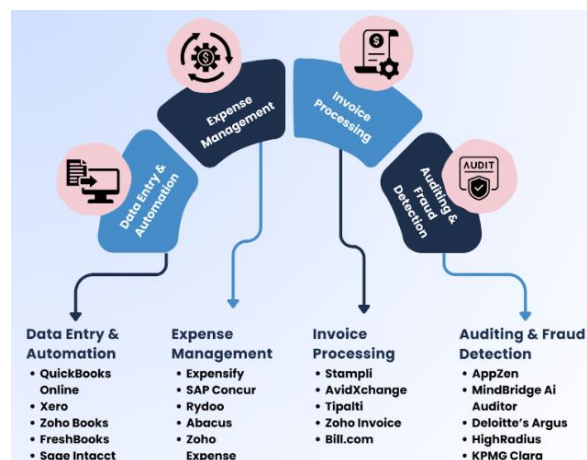 Expense
Management
Invoice
Processing
Data Entry &
Automation
Auditing &
Fraud
Detection
AUDIT
Data Entry &
Automation
• QuickBooks
Online
• Xero
• Zoho Books
• FreshBooks
• Sage Intacct
Expense
Management
• Expensify
• SAP Concur
• Rydoo
• Abacus
• Zoho
Expense
Invoice
Processing
• Stampli
• AvidXchange
• Tipalti
• Zoho Invoice
• Bill.com
Auditing & Fraud
Detection
• AppZen
• MindBridge Ai
Auditor
• Deloitte's Argus
• HighRadius
• KPMG Clara